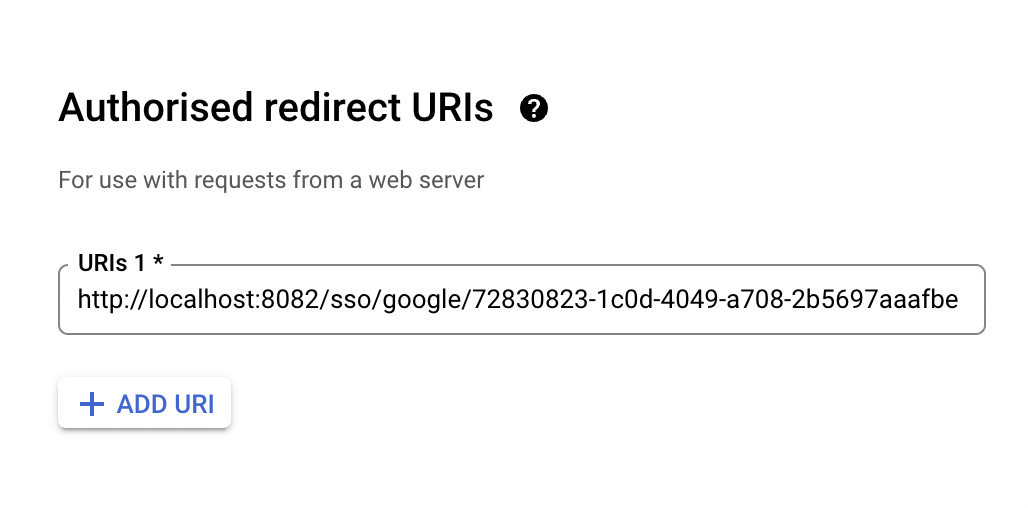 Authorised redirect URIs
For use with requests from a web server
URIs 1 *
http://localhost:8082/sso/google/72830823-1c0d-4049-a708-2b5697aaafbe
ADD URI